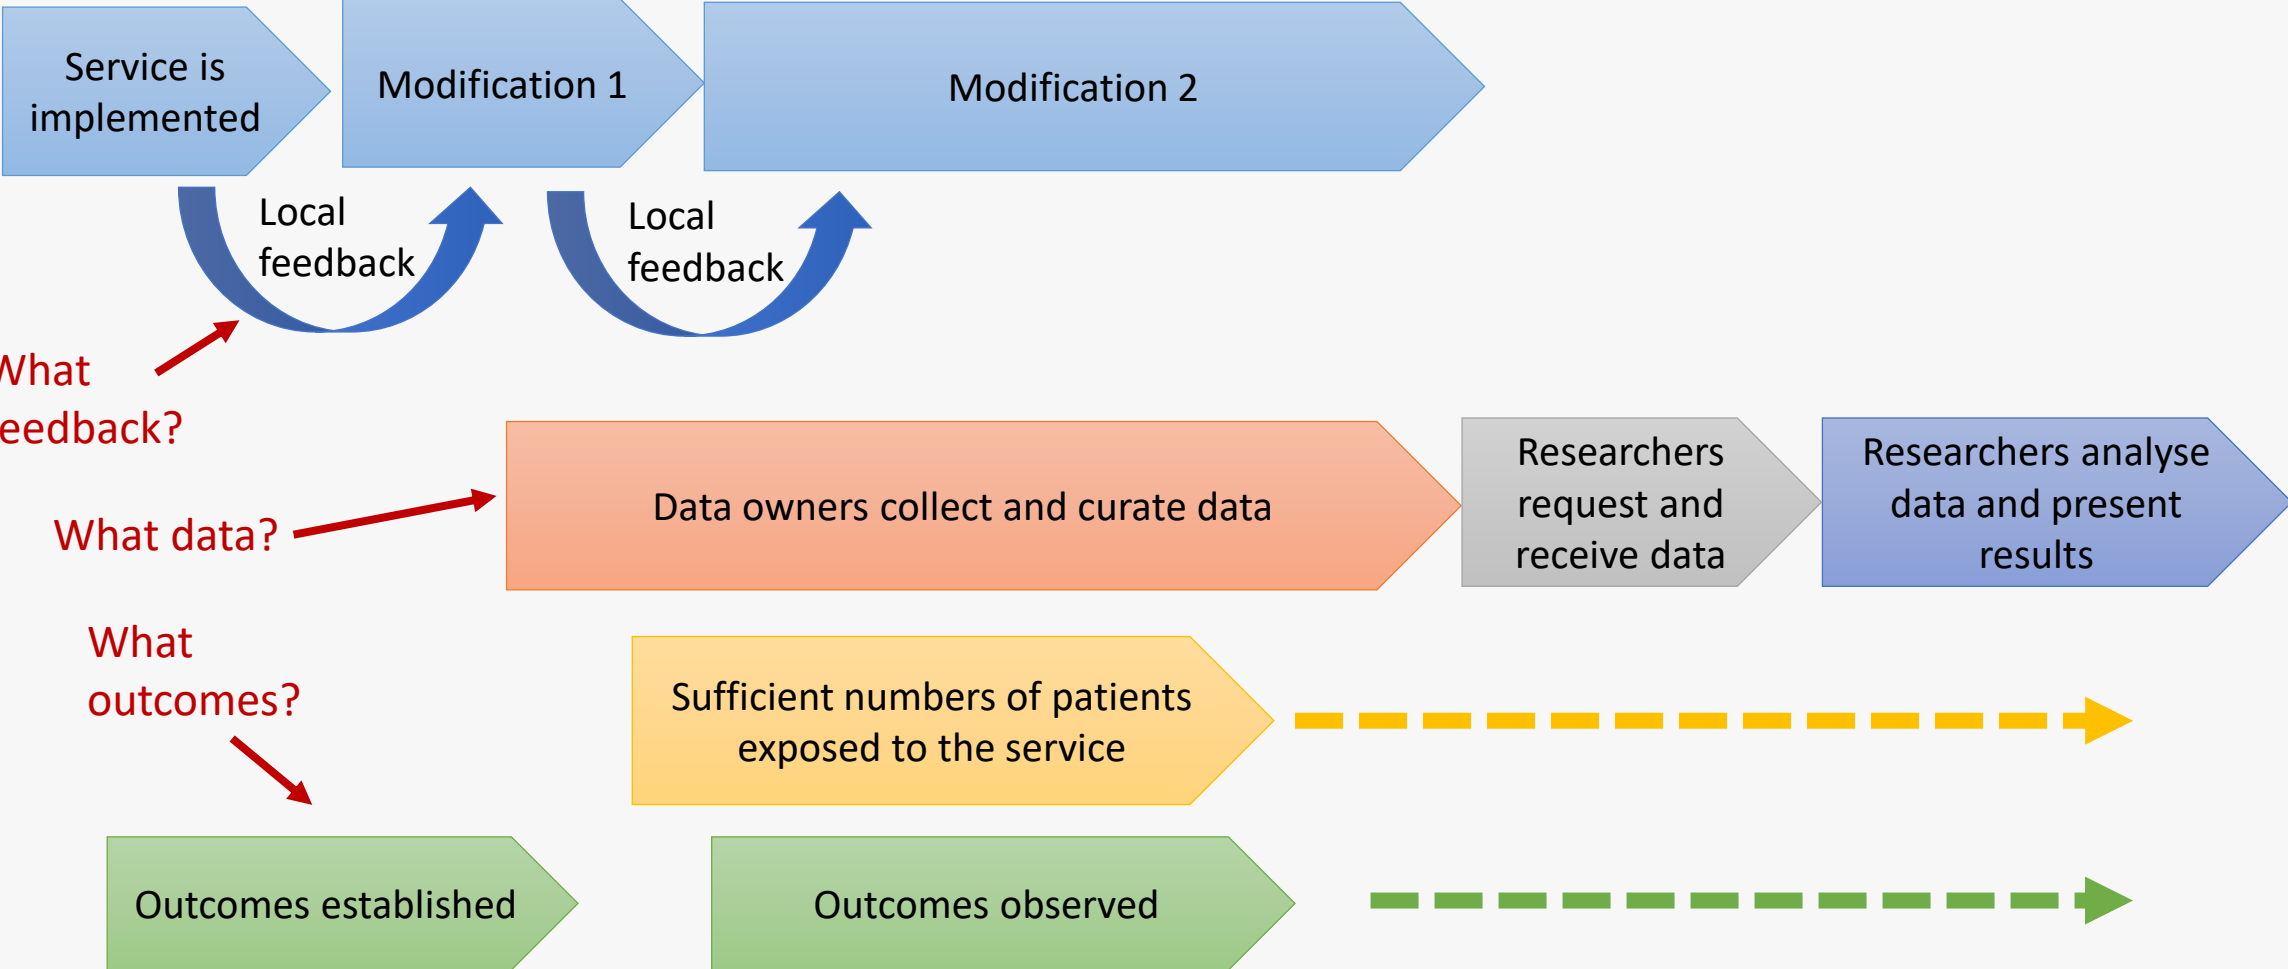 Service is
implemented
Modification 1
Modification 2
Local
feedback
Local
feedback
What
eedback?
Data owners collect and curate data
Researchers
request and
receive data
Researchers analyse
data and present
results
What data?
What
outcomes?
Sufficient numbers of patients
exposed to the service
Outcomes established
Outcomes observed